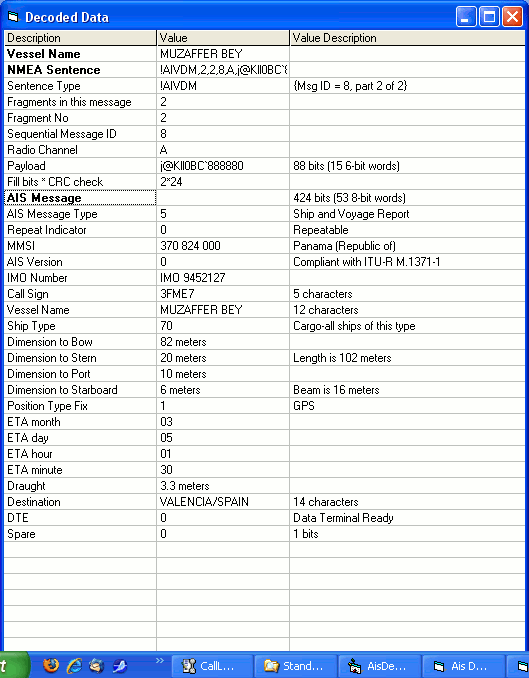 Decoded Data
Description Value Value Description
Vessel Name MUZAFFER BEY
NMEA Sentence !AIVDM,2,2,8,A,j@KII0BC`8
Sentence Type !AIVDM {Msg ID = 8, part 2 of 2}
Fragments in this message 2
Fragment No 2
Sequential Message ID 8
Radio Channel A
Payload j@KII0BC`888880 88 bits (15 6-bit words)
Fill bits * CRC check 2*24
AIS Message 424 bits (53 8-bit words)
AIS Message Type 5 Ship and Voyage Report
Repeat Indicator 0 Repeatable
MMSI 370 824 000 Panama (Republic of)
AIS Version 0 Compliant with ITU-R M.1371-1
IMO Number IMO 9452127
Call Sign 3FME7 5 characters
Vessel Name MUZAFFER BEY 12 characters
Ship Type 70 Cargo-all ships of this type
Dimension to Bow 82 meters
Dimension to Stern 20 meters Length is 102 meters
Dimension to Port 10 meters
Dimension to Starboard 6 meters Beam is 16 meters
Position Type Fix 1 GPS
ETA month 03
ETA day 05
ETA hour 01
ETA minute 30
Draught 3.3 meters
Destination VALENCIA/SPAIN 14 characters
DTE 0 Data Terminal Ready
Spare 0 1 bits
t » CallL... Stand... AisDe... Ais D...